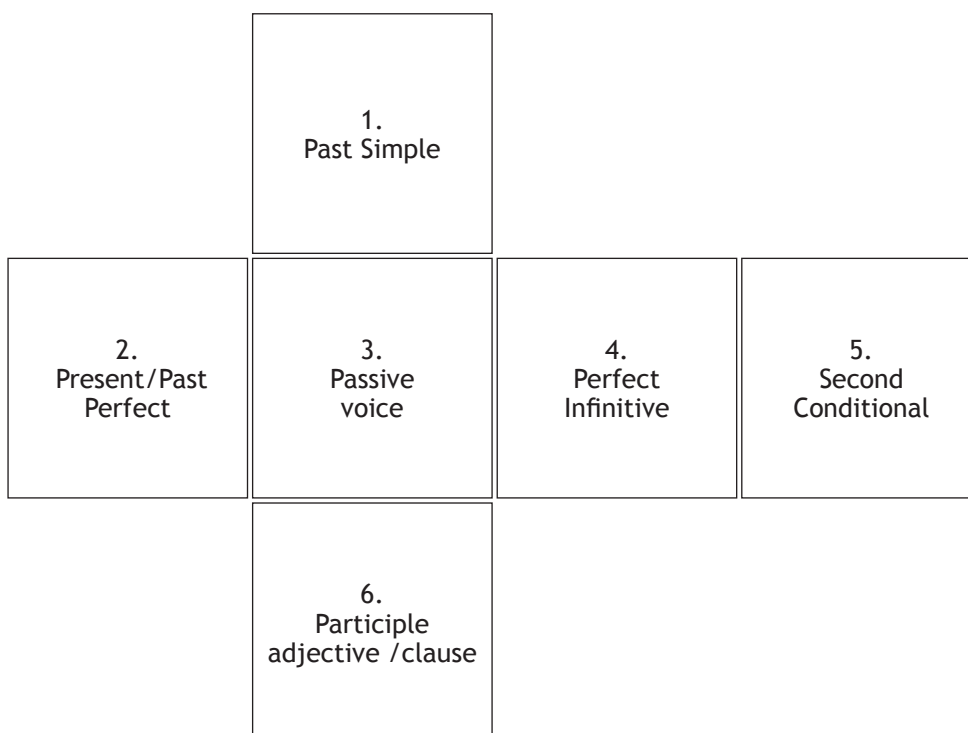 1.
Past Simple
2.
Present/Past
Perfect
3.
Passive
voice
4.
Perfect
Infinitive
5.
Second
Conditional
6.
Participle
adjective /clause